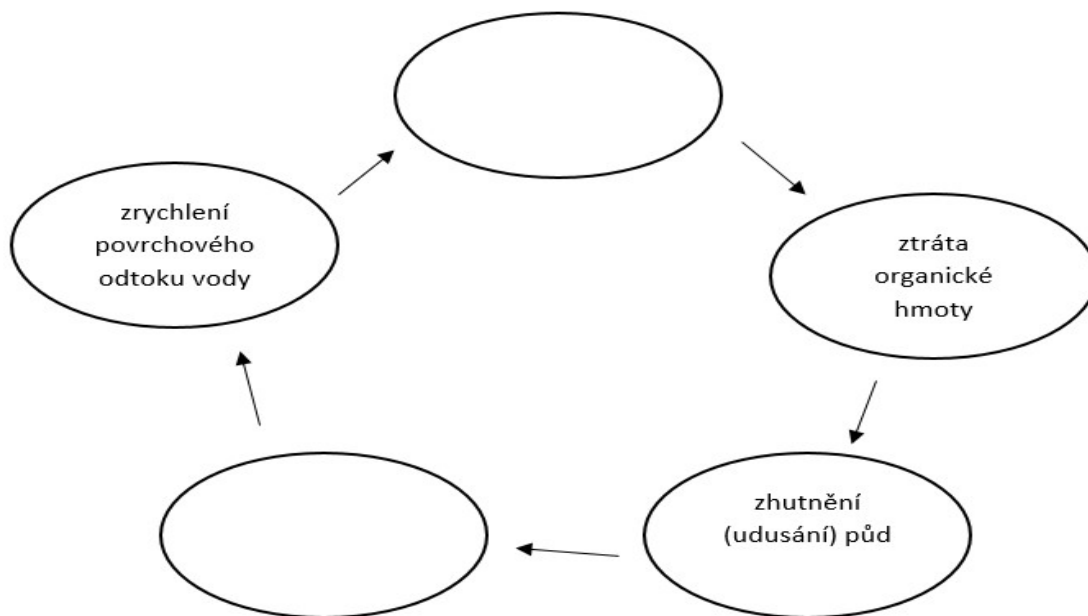 zrychlení
povrchového
odtoku vody
ztráta
organické
hmoty
zhutnění
(udusání) půd